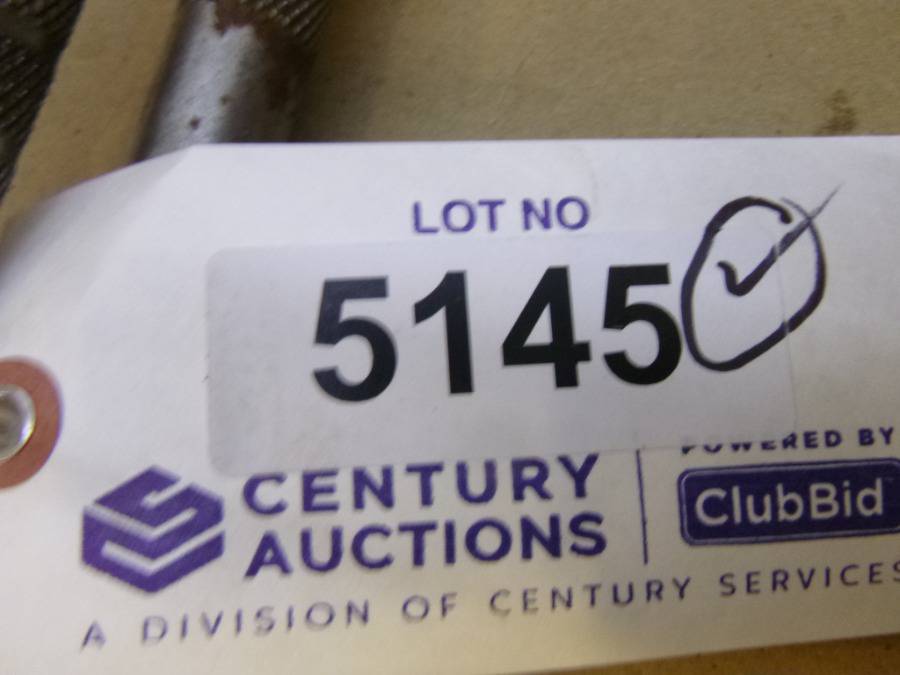 LOT NO
5145
CENTURY
AUCTIONS
POWERED BY
ClubBid
A DIVISION OF CENTURY SERVICES